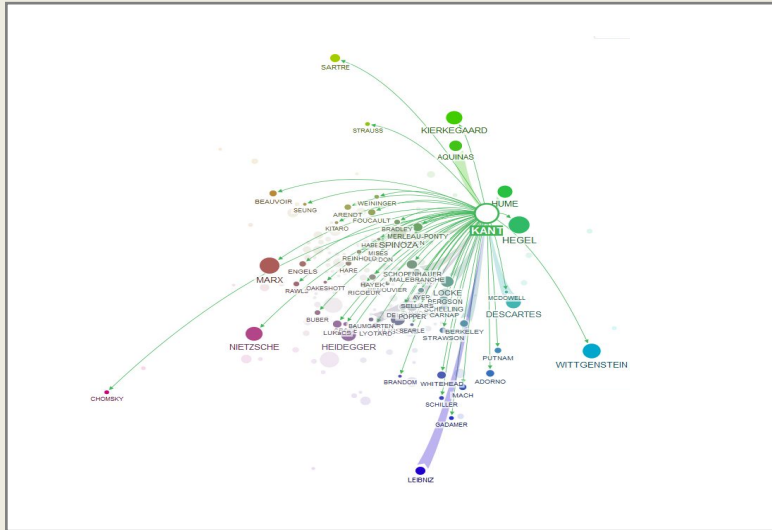 SARTRE
STRAUSS
KIERKEGAARD
AQUINAS
BEAUVOIR
SEUNG
WEININGER
ARENDT
FOUCAULT
KITARO
BRADLEY
MERLEAU-PONTY
HUME
KANT
HEGEL
SPINOZA
MISES
REINHOLD
MARX
ENGELS
HARE
SCHOPENHAUER
MALEBRANCHE
HAYEK
RAWLS
OAKESHOTT
RICOEUR
LOCKE
AYER
BERGSON
SCHELLING
SELLARS
CARNAP
MCDOWELL
DESCARTES
BUBER
POPPER
BAUMGARTEN
LUKACS
LYOTARD
SEARLE
BERKELEY
STRAWSON
NIETZSCHE
HEIDEGGER
PUTNAM
WITTGENSTEIN
ADORNO
BRANDOM
WHITEHEAD
MACH
CHOMSKY
SCHILLER
GADAMER
LEIBNIZ